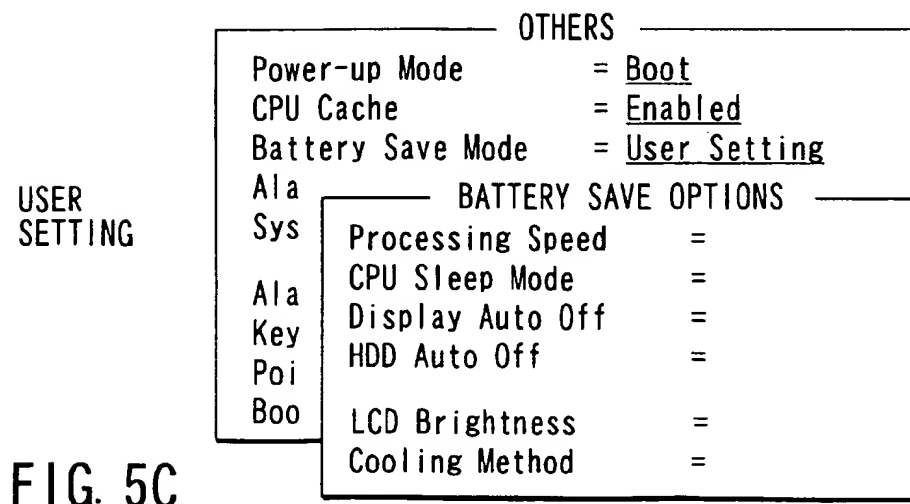 OTHERS
Power-up Mode = Boot
CPU Cache = Enabled
Battery Save Mode = User Setting
USER
SETTING
Ala
Sys
Ala
Key
Poi
Boo
BATTERY SAVE OPTIONS
Processing Speed =
CPU Sleep Mode =
Display Auto Off =
HDD Auto Off =
LCD Brightness =
Cooling Method =
FIG. 5C